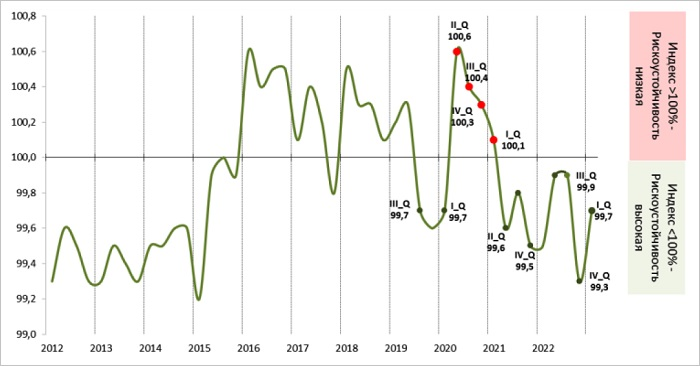 100,8
100,6
100,4
100,2
100,0
99,8
99,6
99,4
99,2
99,0
2012 2013 2014 2015 2016 2017 2018 2019 2020 2021 2022
III_Q
99,7
I_Q
99,7
II_Q
100,6
III_Q
100,4
IV_Q
100,3
I_Q
100,1
II_Q
99,6
IV_Q
99,5
III_Q
99,9
IV_Q
99,3
I_Q
99,7
Индекс >100% -
Рискоустойчивость
низкая
Индекс <100% -
Рискоустойчивость
высокая